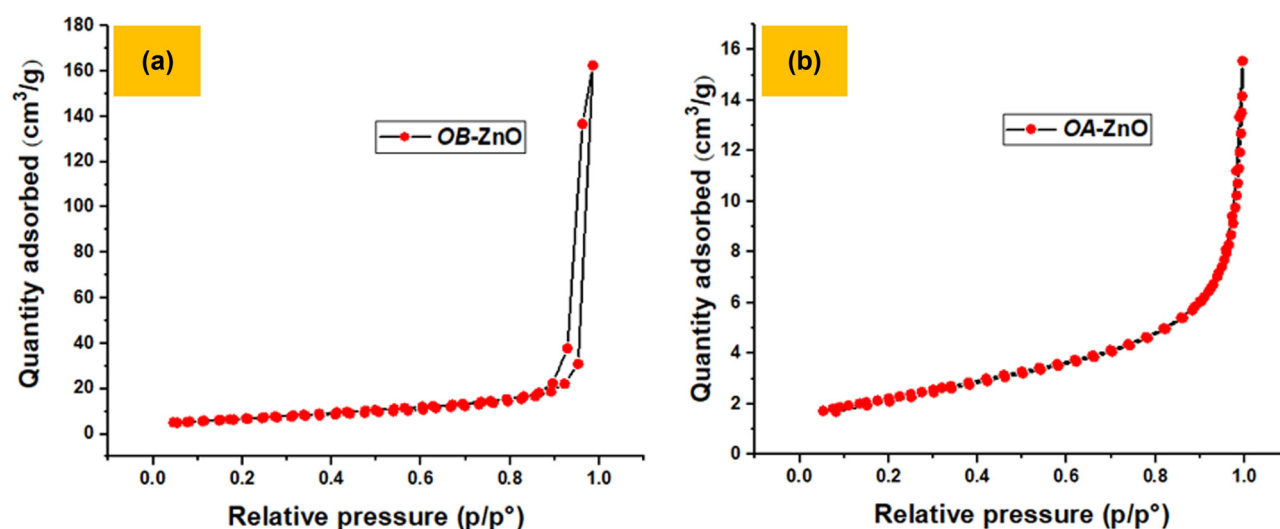 (a)
OB-ZnO
Quantity adsorbed (cm³/g)
180
160
140
120
100
80
60
40
20
0
0.0 0.2 0.4 0.6 0.8 1.0
Relative pressure (p/p°)
(b)
OA-ZnO
Quantity adsorbed (cm³/g)
16
14
12
10
8
6
4
2
0
0.0 0.2 0.4 0.6 0.8 1.0
Relative pressure (p/p°)